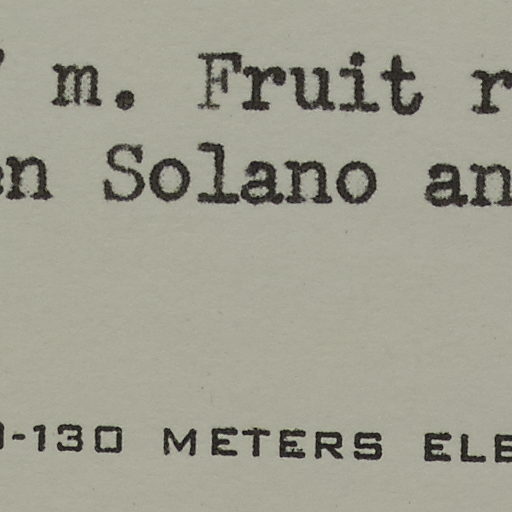 m. Fruit
Solano
-130 METERS